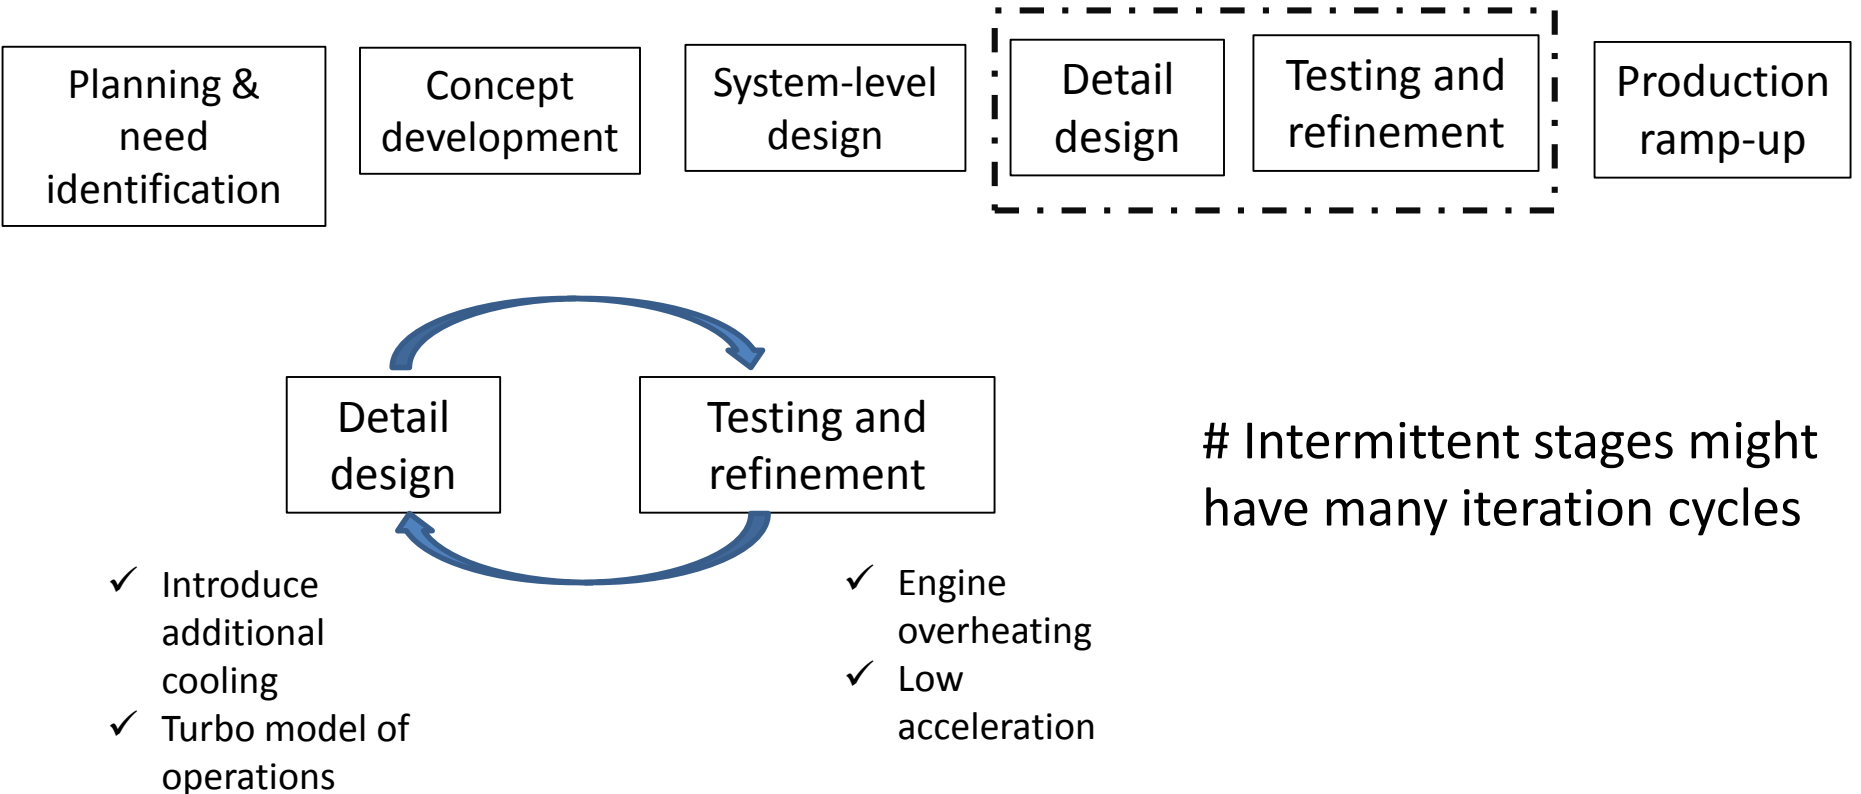 Planning &
need
identification
Concept
development
System-level
design
Detail
design
Testing and
refinement
Production
ramp-up
Detail
design
Testing and
refinement
# Intermittent stages might
have many iteration cycles
✓ Introduce
additional
cooling
✓ Turbo model of
operations
✓ Engine
overheating
✓ Low
acceleration